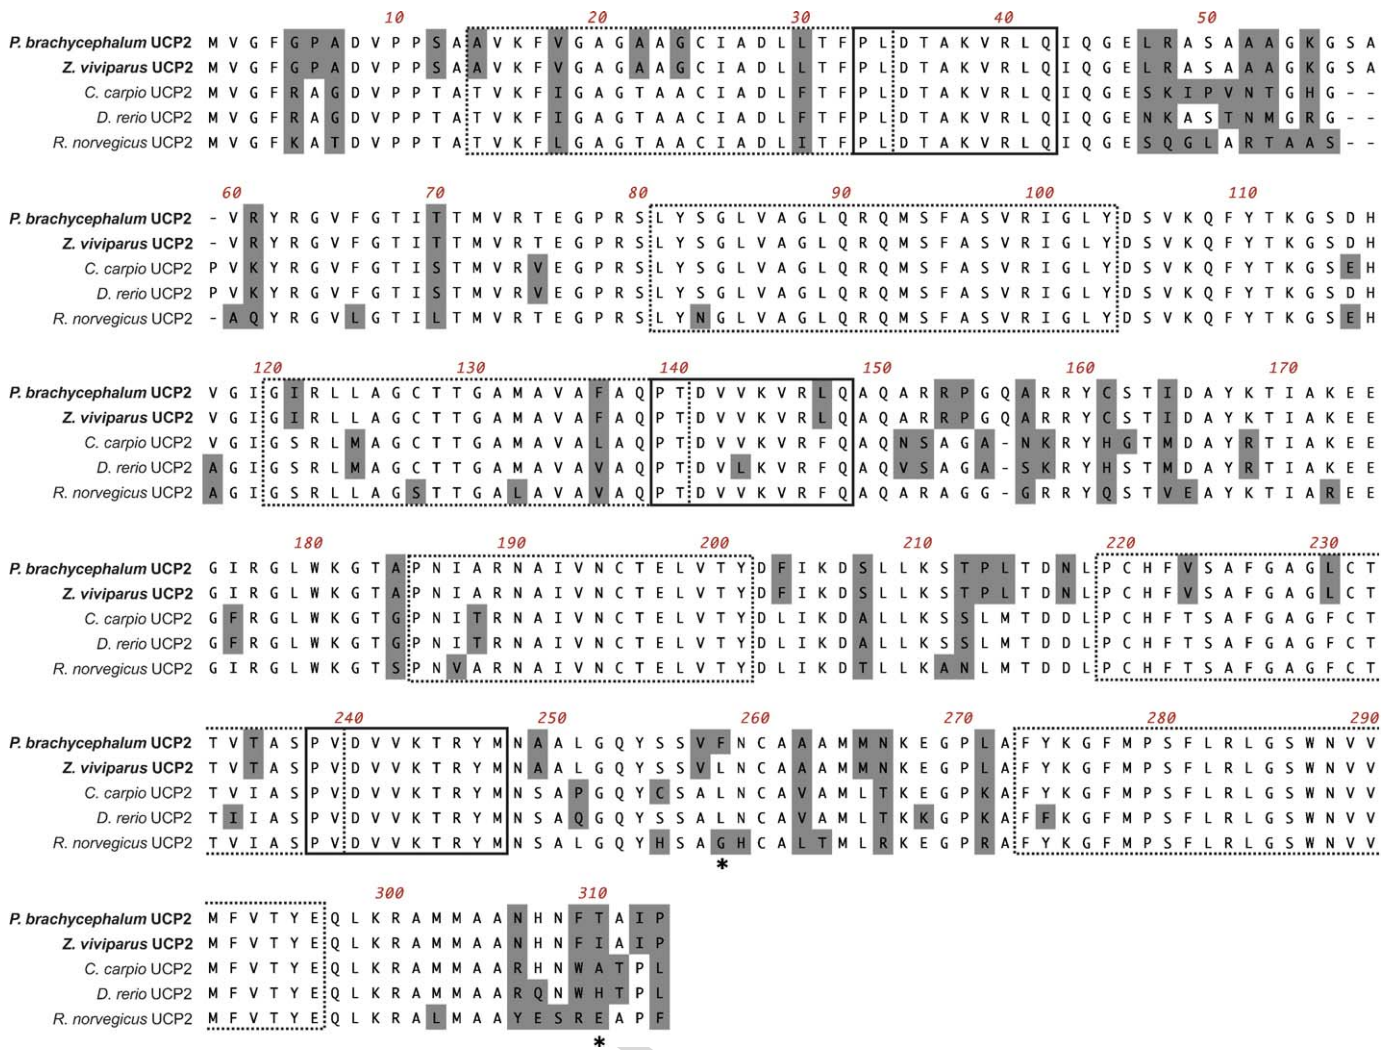 10 20 30 40 50
P. brachycephalum UCP2 M V G F G P A D V P P S A A V K F V G A G A A G C I A D L L T F P L D T A K V R L Q I Q G E L R A S A A A G K G S A
Z. viviparus UCP2 M V G F G P A D V P P S A A V K F V G A G A A G C I A D L L T F P L D T A K V R L Q I Q G E L R A S A A A G K G S A
C. carpio UCP2 M V G F R A G D V P P T A T V K F I G A G T A A C I A D L F T F P L D T A K V R L Q I Q G E S K I P V N T G H G - -
D. rerio UCP2 M V G F R A G D V P P T A T V K F I G A G T A A C I A D L F T F P L D T A K V R L Q I Q G E N K A S T N M G R G - -
R. norvegicus UCP2 M V G F K A T D V P P T A T V K F L G A G T A A C I A D L I T F P L D T A K V R L Q I Q G E S Q G L A R T A A S - -
60 70 80 90 100 110
P. brachycephalum UCP2 - V R Y R G V F G T I T T M V R T E G P R S L Y S G L V A G L Q R Q M S F A S V R I G L Y D S V K Q F Y T K G S D H
Z. viviparus UCP2 - V R Y R G V F G T I T T M V R T E G P R S L Y S G L V A G L Q R Q M S F A S V R I G L Y D S V K Q F Y T K G S D H
C. carpio UCP2 P V K Y R G V F G T I S T M V R V E G P R S L Y S G L V A G L Q R Q M S F A S V R I G L Y D S V K Q F Y T K G S E H
D. rerio UCP2 P V K Y R G V F G T I S T M V R V E G P R S L Y S G L V A G L Q R Q M S F A S V R I G L Y D S V K Q F Y T K G S D H
R. norvegicus UCP2 - A Q Y R G V L G T I L T M V R T E G P R S L Y N G L V A G L Q R Q M S F A S V R I G L Y D S V K Q F Y T K G S E H
120 130 140 150 160 170
P. brachycephalum UCP2 V G I G I R L L A G C T T G A M A V A F A Q P T D V V K V R L Q A Q A R R P G Q A R R Y C S T I D A Y K T I A K E E
Z. viviparus UCP2 V G I G I R L L A G C T T G A M A V A F A Q P T D V V K V R L Q A Q A R R P G Q A R R Y C S T I D A Y K T I A K E E
C. carpio UCP2 V G I G S R L M A G C T T G A M A V A L A Q P T D V V K V R F Q A Q N S A G A - N K R Y H G T M D A Y R T I A K E E
D. rerio UCP2 A G I G S R L M A G C T T G A M A V A V A Q P T D V L K V R F Q A Q V S A G A - S K R Y H S T M D A Y R T I A K E E
R. norvegicus UCP2 A G I G S R L L A G S T T G A L A V A V A Q P T D V V K V R F Q A Q A R A G G - G R R Y Q S T V E A Y K T I A R E E
180 190 200 210 220 230
P. brachycephalum UCP2 G I R G L W K G T A P N I A R N A I V N C T E L V T Y D F I K D S L L K S T P L T D N L P C H F V S A F G A G L C T
Z. viviparus UCP2 G I R G L W K G T A P N I A R N A I V N C T E L V T Y D F I K D S L L K S T P L T D N L P C H F V S A F G A G L C T
C. carpio UCP2 G F R G L W K G T G P N I T R N A I V N C T E L V T Y D L I K D A L L K S S L M T D D L P C H F T S A F G A G F C T
D. rerio UCP2 G F R G L W K G T G P N I T R N A I V N C T E L V T Y D L I K D A L L K S S L M T D D L P C H F T S A F G A G F C T
R. norvegicus UCP2 G I R G L W K G T S P N V A R N A I V N C T E L V T Y D L I K D T L L K A N L M T D D L P C H F T S A F G A G F C T
240 250 260 270 280 290
P. brachycephalum UCP2 T V T A S P V D V V K T R Y M N A A L G Q Y S S V F N C A A A M M N K E G P L A F Y K G F M P S F L R L G S W N V V
Z. viviparus UCP2 T V T A S P V D V V K T R Y M N A A L G Q Y S S V L N C A A A M M N K E G P L A F Y K G F M P S F L R L G S W N V V
C. carpio UCP2 T V I A S P V D V V K T R Y M N S A P G Q Y C S A L N C A V A M L T K E G P K A F Y K G F M P S F L R L G S W N V V
D. rerio UCP2 T I I A S P V D V V K T R Y M N S A Q G Q Y S S A L N C A V A M L T K K G P K A F F K G F M P S F L R L G S W N V V
R. norvegicus UCP2 T V I A S P V D V V K T R Y M N S A L G Q Y H S A G H C A L T M L R K E G P R A F Y K G F M P S F L R L G S W N V V
*
300 310
P. brachycephalum UCP2 M F V T Y E Q L K R A M M A A N H N F T A I P
Z. viviparus UCP2 M F V T Y E Q L K R A M M A A N H N F I A I P
C. carpio UCP2 M F V T Y E Q L K R A M M A A R H N W A T P L
D. rerio UCP2 M F V T Y E Q L K R A M M A A R Q N W H T P L
R. norvegicus UCP2 M F V T Y E Q L K R A L M A A Y E S R E A P F
*